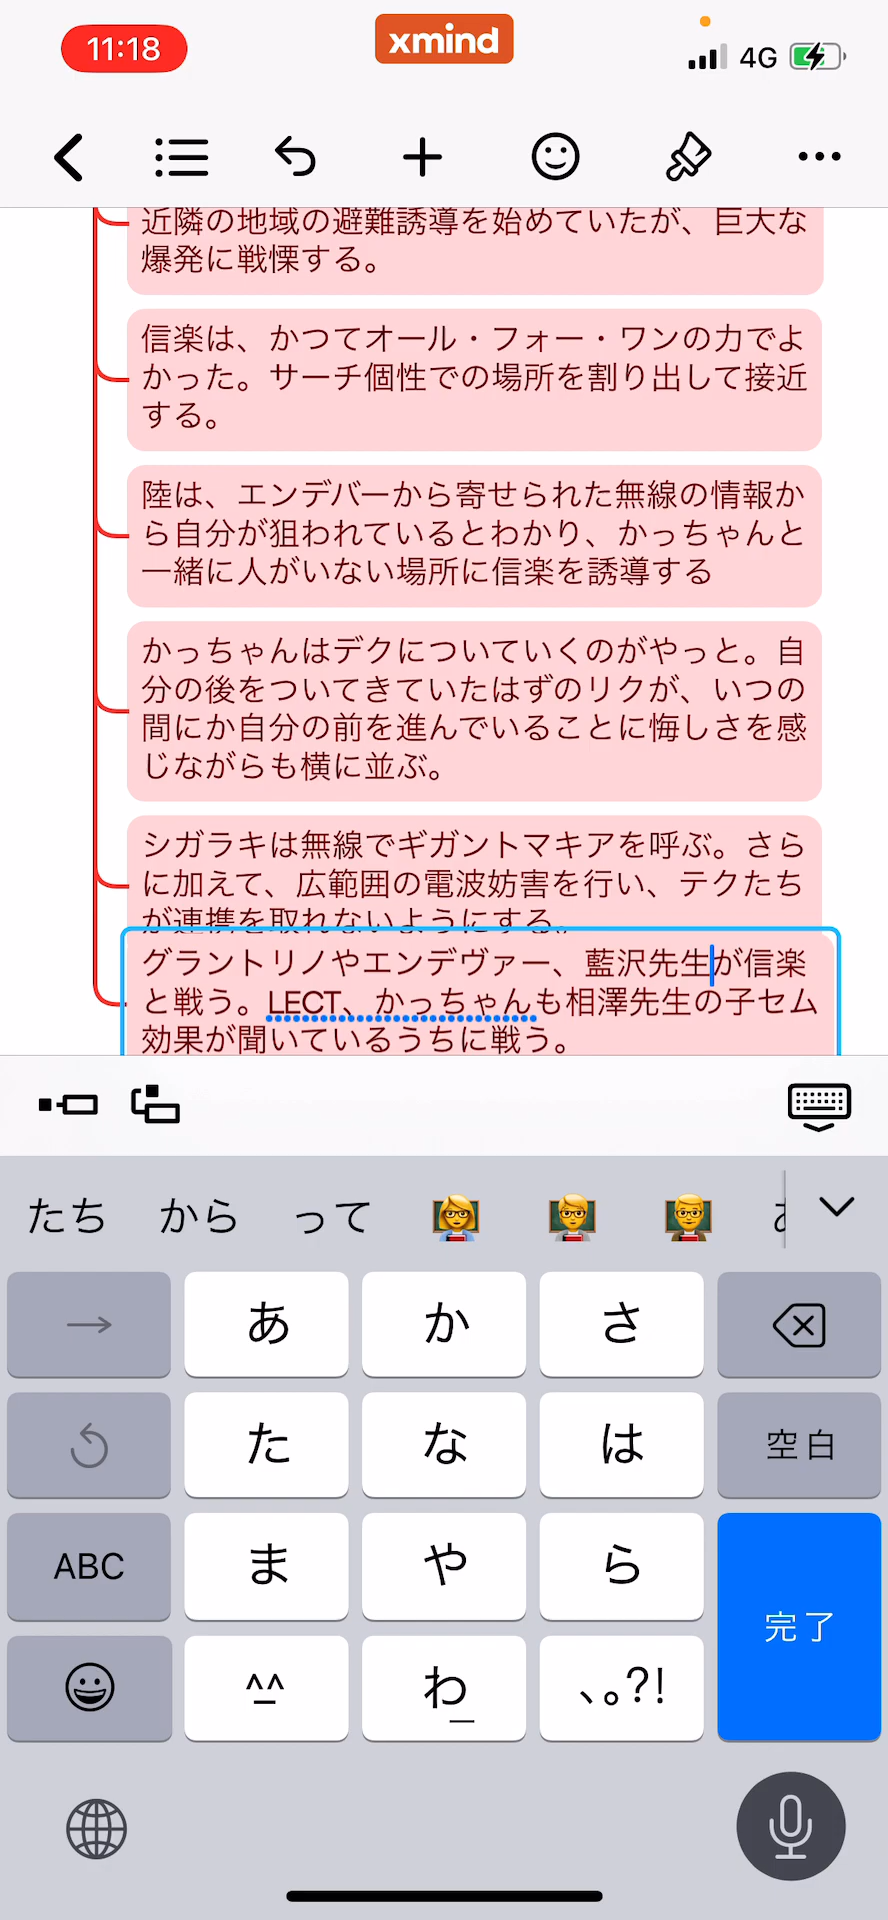 11:18
xmind
4G
近隣の地域の避難誘導を始めていたが、巨大な
爆発に戦慄する。
信楽は、かつてオール・フォー・ワンの力でよ
かった。サーチ個性での場所を割り出して接近
する。
陸は、エンデバーから寄せられた無線の情報か
ら自分が狙われているとわかり、かっちゃんと
一緒に人がいない場所に信楽を誘導する
かっちゃんはデクについていくのがやっと。自
分の後をついてきていたはずのリクが、いつの
間にか自分の前を進んでいることに悔しさを感
じながらも横に並ぶ。
シガラキは無線でギガントマキアを呼ぶ。さら
に加えて、広範囲の電波妨害を行い、テクたち
が連携を取れないようにする。
グラントリノやエンデヴァー、藍沢先生が信楽
と戦う。LECT、かっちゃんも相澤先生の子セム
効果が聞いているうちに戦う。
たち から って
あ か さ
た な は 空白
ABC ま や ら
完了
^^ わ 、。?!